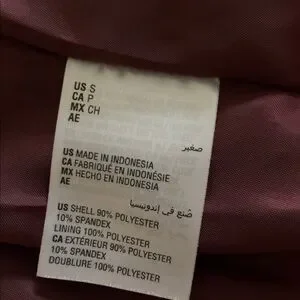 US S
CA P
MX CH
AE
صغير
US MADE IN INDONESIA
CA FABRIQUÉ EN INDONÉSIE
MX HECHO EN INDONESIA
AE
صُنع في إندونيسيا
US SHELL 90% POLYESTER
10% SPANDEX
LINING 100% POLYESTER
CA EXTÉRIEUR 90% POLYESTER
10% SPANDEX
DOUBLURE 100% POLYESTER